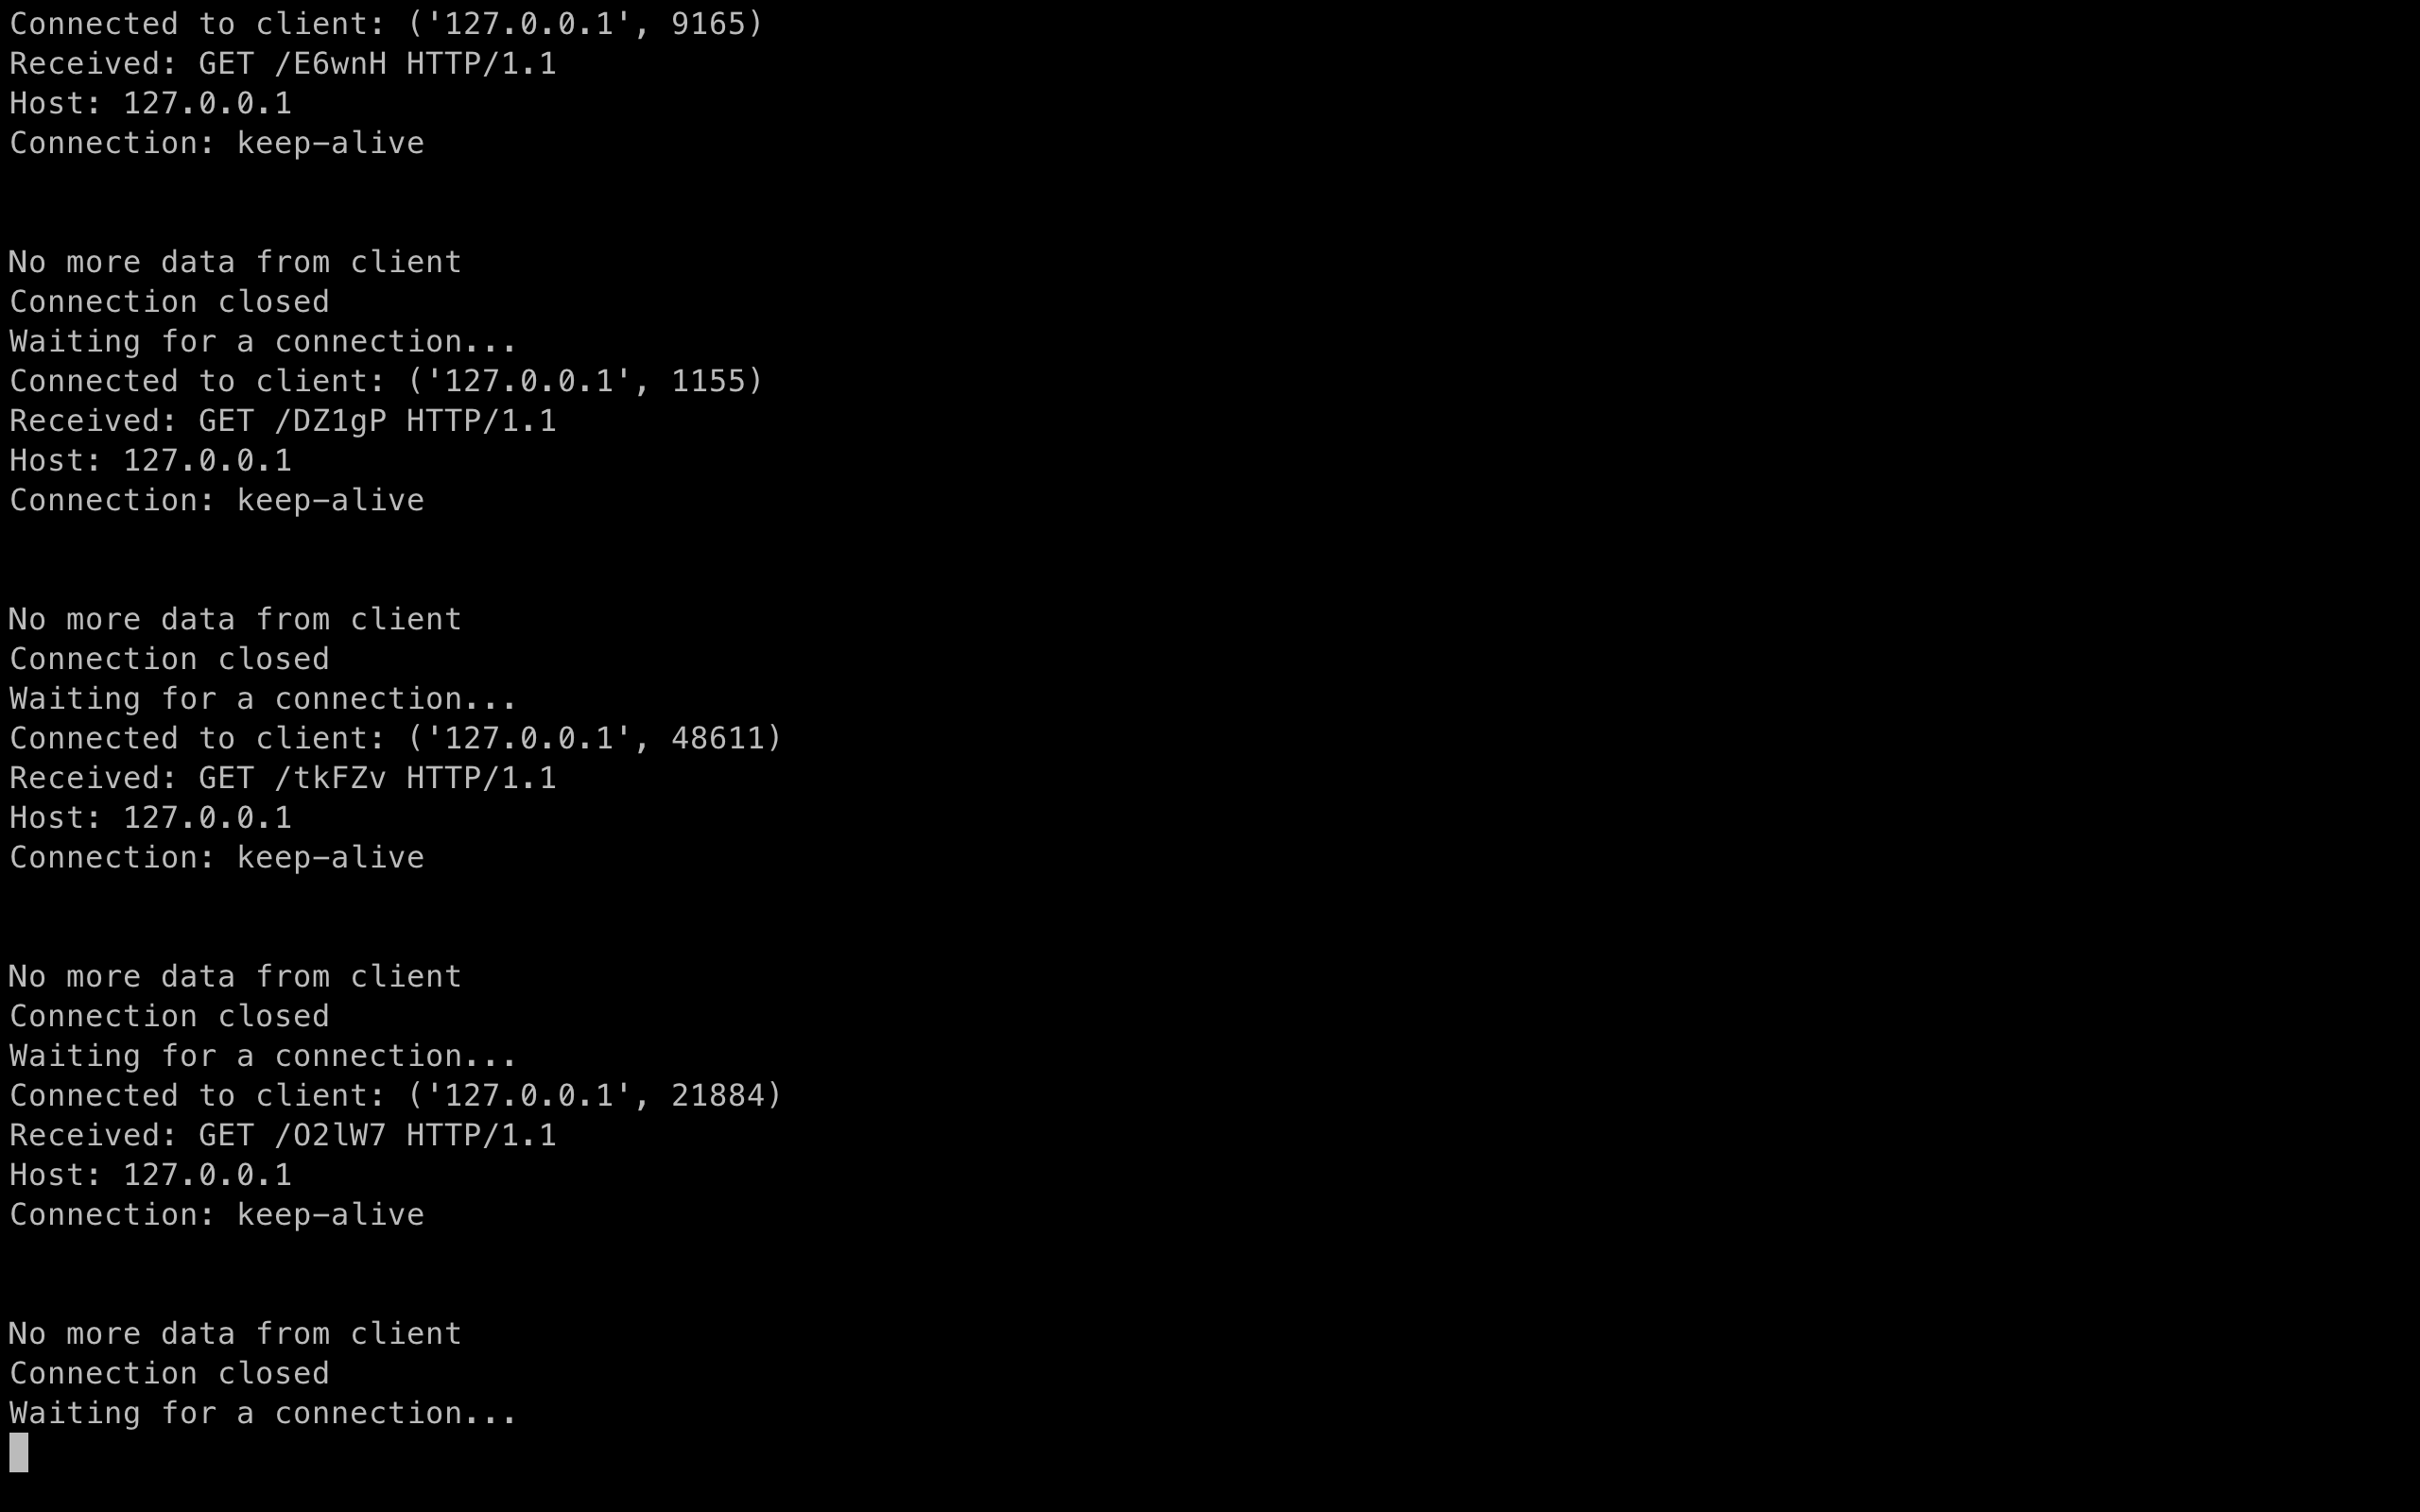 Connected to client: ('127.0.0.1', 9165)
Received: GET /E6wnH HTTP/1.1
Host: 127.0.0.1
Connection: keep-alive
No more data from client
Connection closed
Waiting for a connection...
Connected to client: ('127.0.0.1', 1155)
Received: GET /DZ1gP HTTP/1.1
Host: 127.0.0.1
Connection: keep-alive
No more data from client
Connection closed
Waiting for a connection...
Connected to client: ('127.0.0.1', 48611)
Received: GET /tkFZv HTTP/1.1
Host: 127.0.0.1
Connection: keep-alive
No more data from client
Connection closed
Waiting for a connection...
Connected to client: ('127.0.0.1', 21884)
Received: GET /O2lW7 HTTP/1.1
Host: 127.0.0.1
Connection: keep-alive
No more data from client
Connection closed
Waiting for a connection...